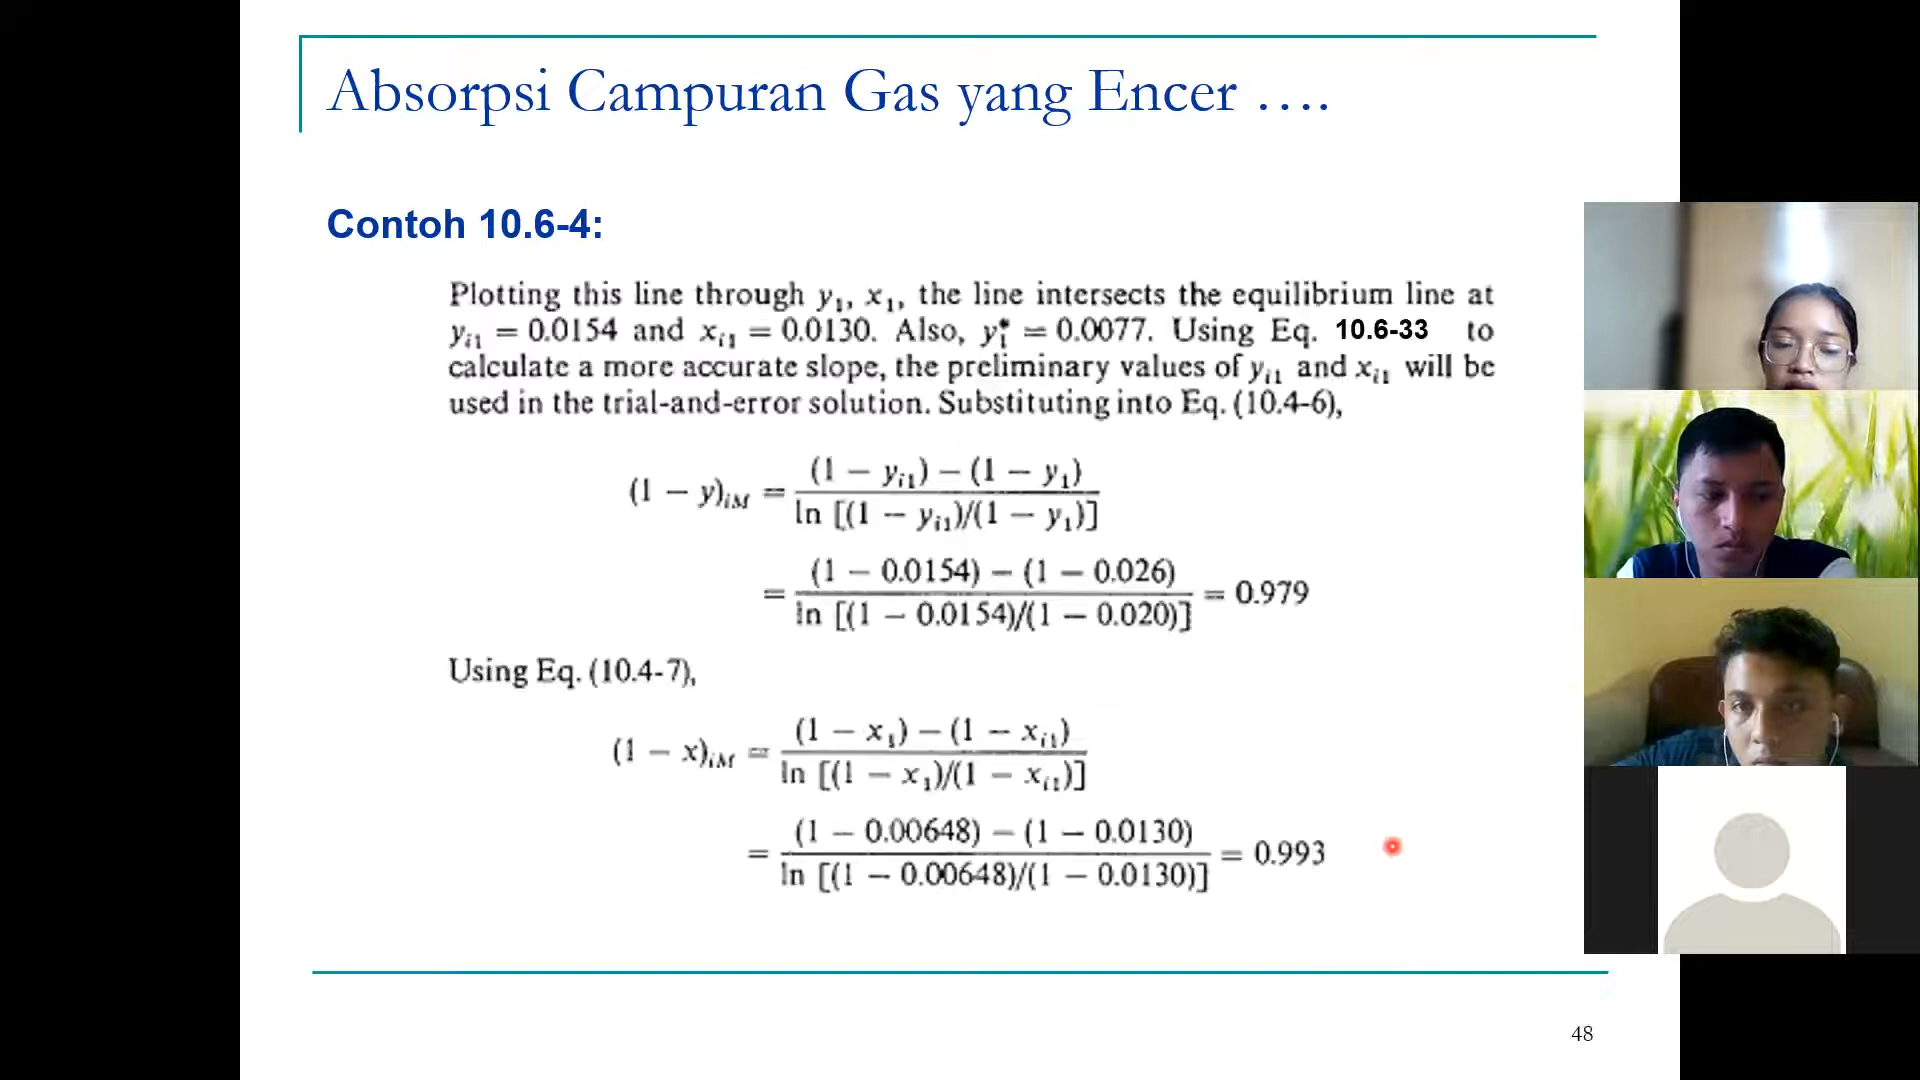 Absorpsi Campuran Gas yang Encer ….
Contoh 10.6-4:
Plotting this line through y₁, x₁, the line intersects the equilibrium line at
yᵢ₁ = 0.0154 and xᵢ₁ = 0.0130. Also, y₁* = 0.0077. Using Eq. 10.6-33 to
calculate a more accurate slope, the preliminary values of yᵢ₁ and xᵢ₁ will be
used in the trial-and-error solution. Substituting into Eq. (10.4-6),
(1 − y)iM = (1 − yᵢ₁) − (1 − y₁) / ln [(1 − yᵢ₁)/(1 − y₁)]
= (1 − 0.0154) − (1 − 0.026) / ln [(1 − 0.0154)/(1 − 0.020)] = 0.979
Using Eq. (10.4-7),
(1 − x)iM = (1 − x₁) − (1 − xᵢ₁) / ln [(1 − x₁)/(1 − xᵢ₁)]
= (1 − 0.00648) − (1 − 0.0130) / ln [(1 − 0.00648)/(1 − 0.0130)] = 0.993
48